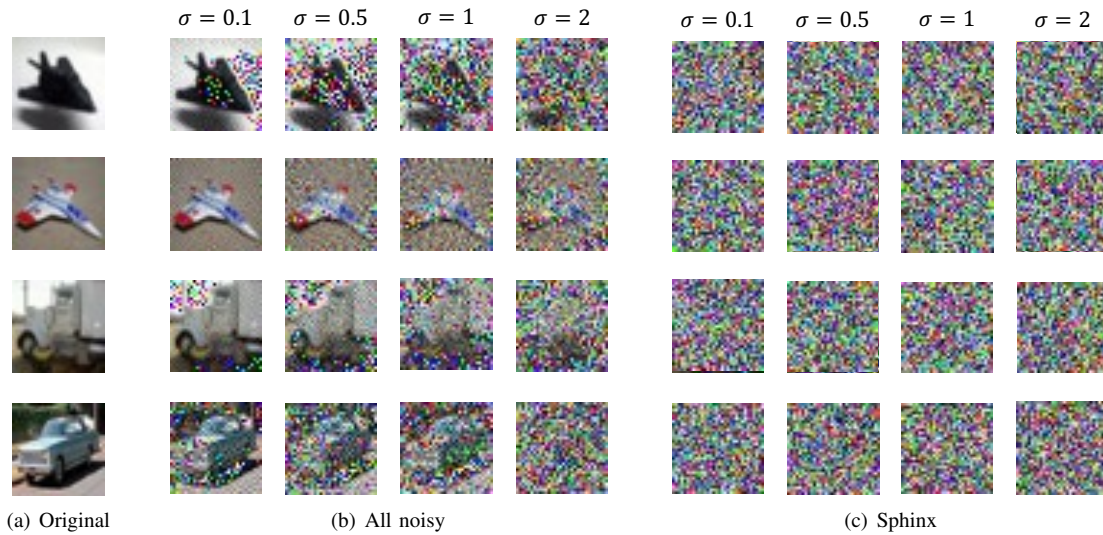 σ = 0.1 σ = 0.5 σ = 1 σ = 2 σ = 0.1 σ = 0.5 σ = 1 σ = 2
(a) Original (b) All noisy (c) Sphinx